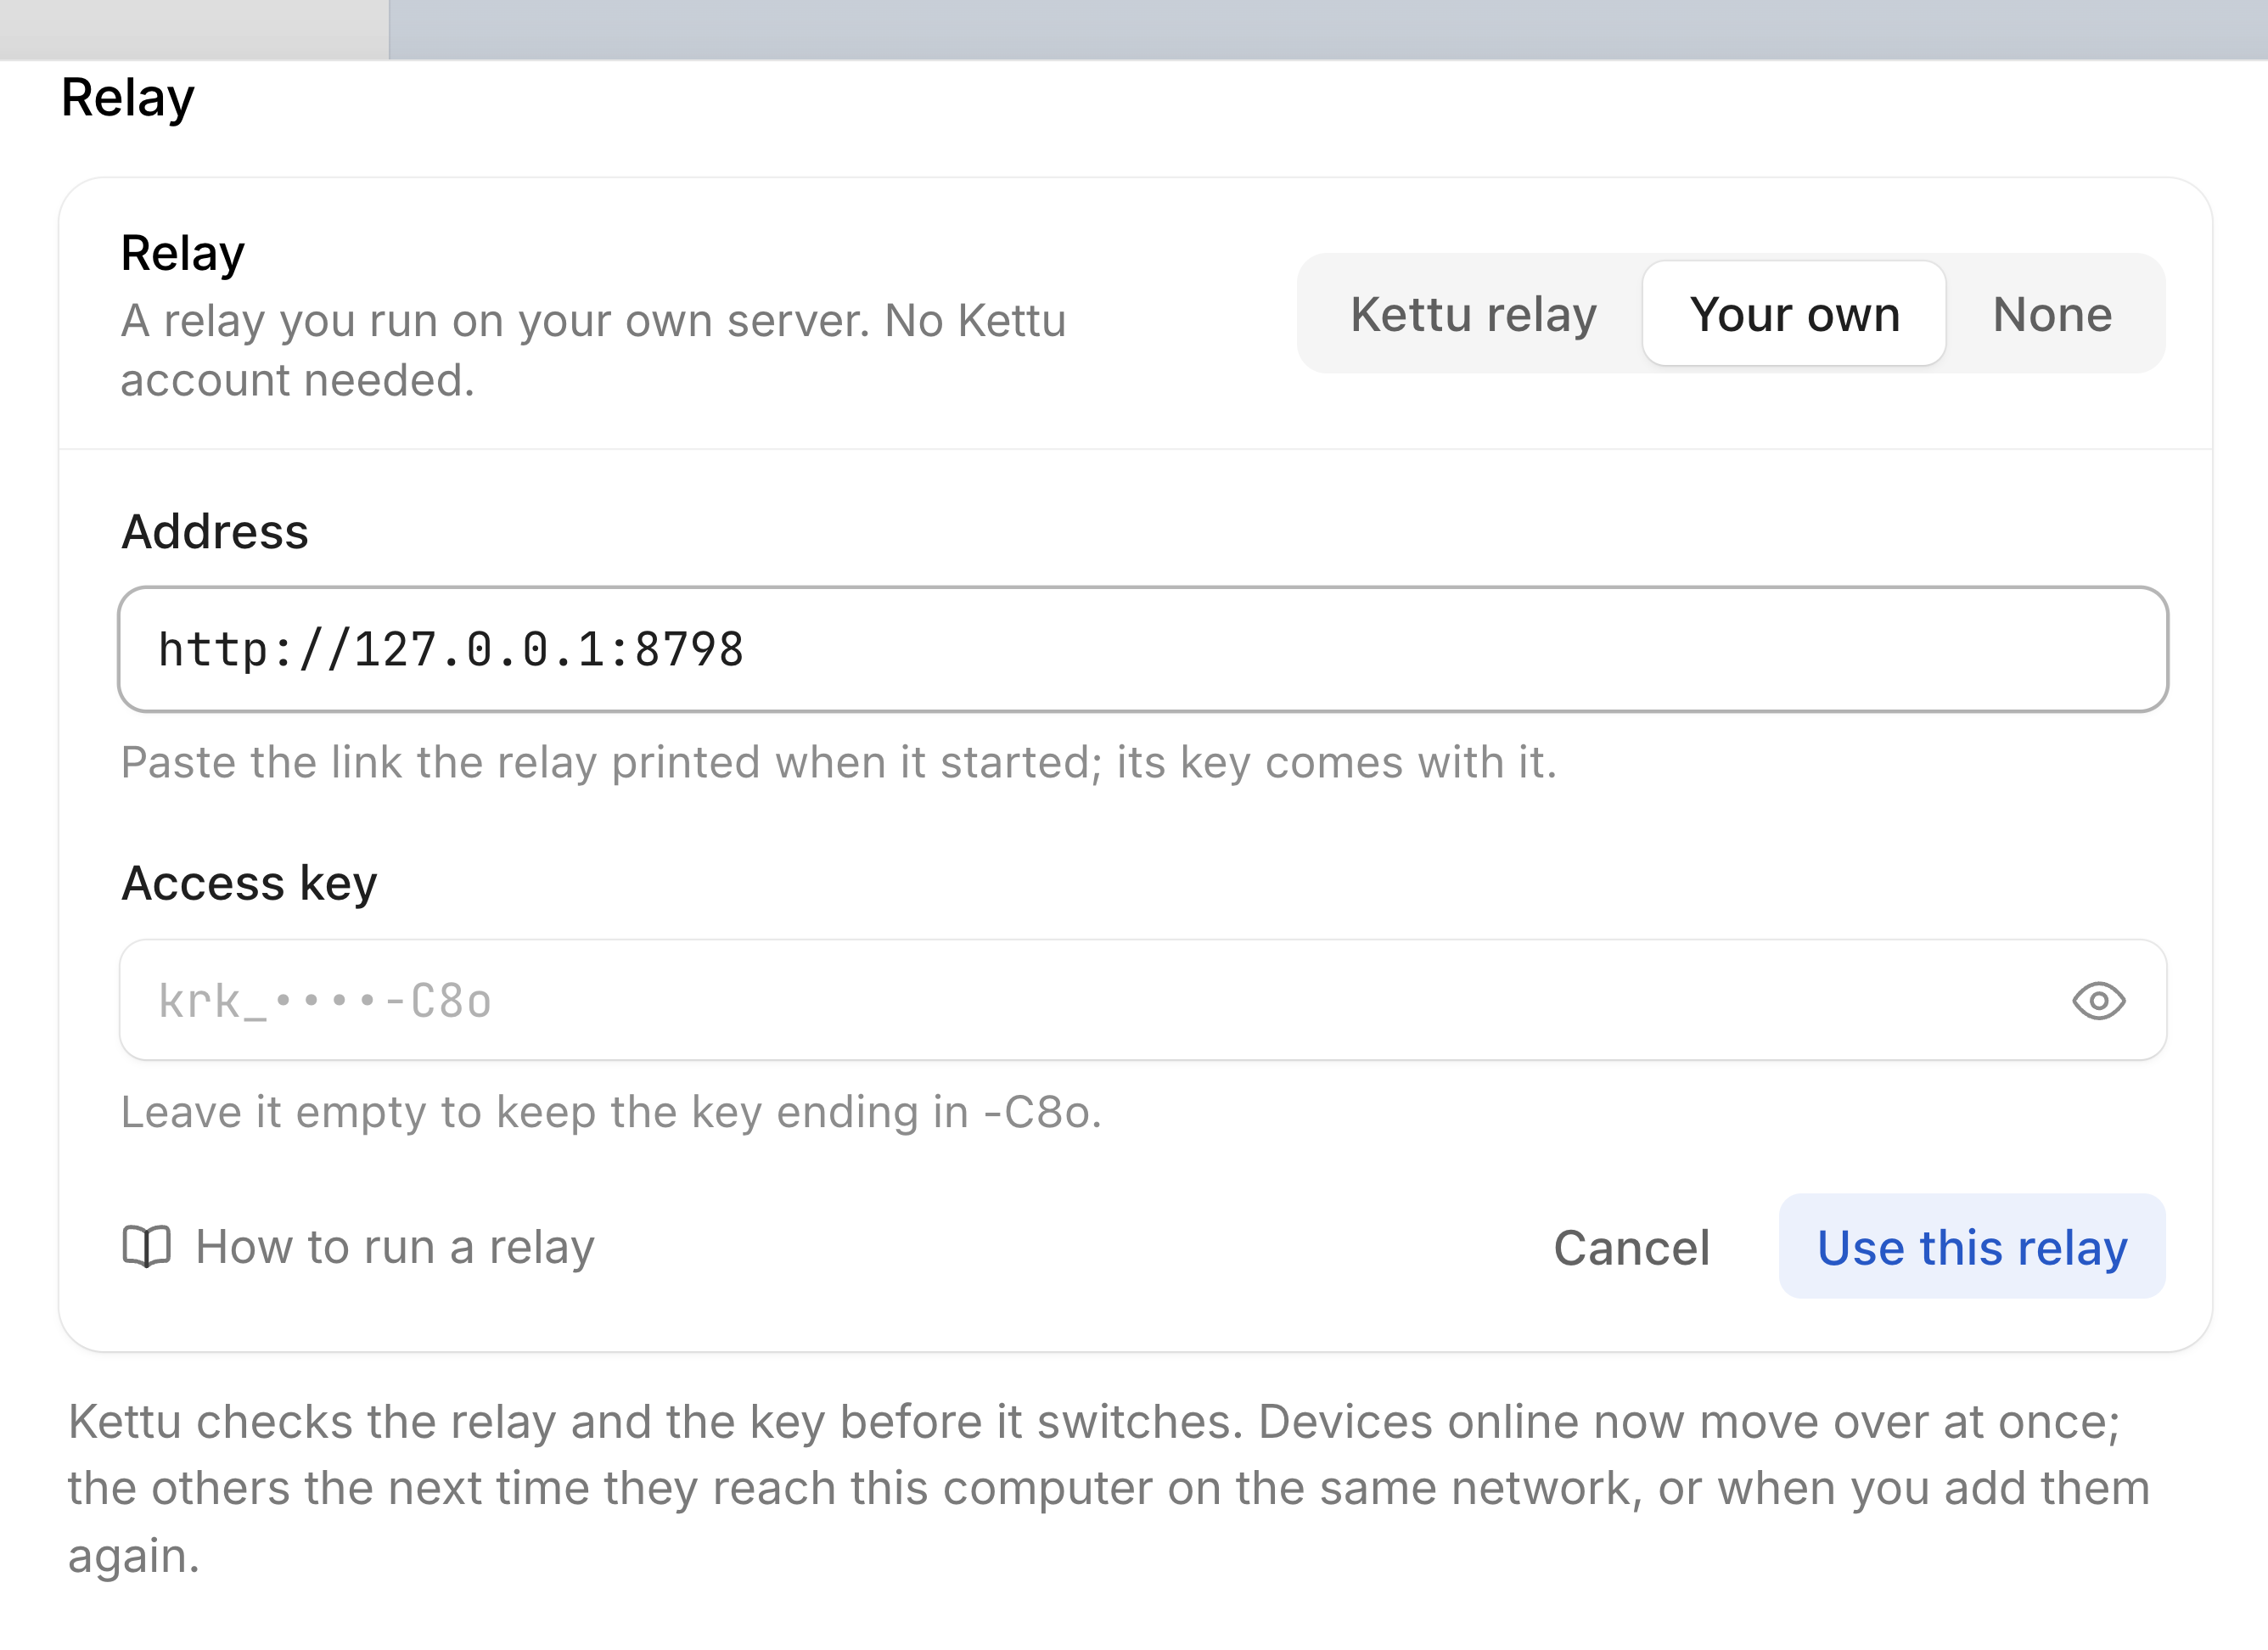 Relay
Relay
A relay you run on your own server. No Kettu
account needed.
Kettu relay
Your own
None
Address
http://127.0.0.1:8798
Paste the link the relay printed when it started; its key comes with it.
Access key
krk_••••-C8o
Leave it empty to keep the key ending in -C8o.
How to run a relay
Cancel
Use this relay
Kettu checks the relay and the key before it switches. Devices online now move over at once;
the others the next time they reach this computer on the same network, or when you add them
again.